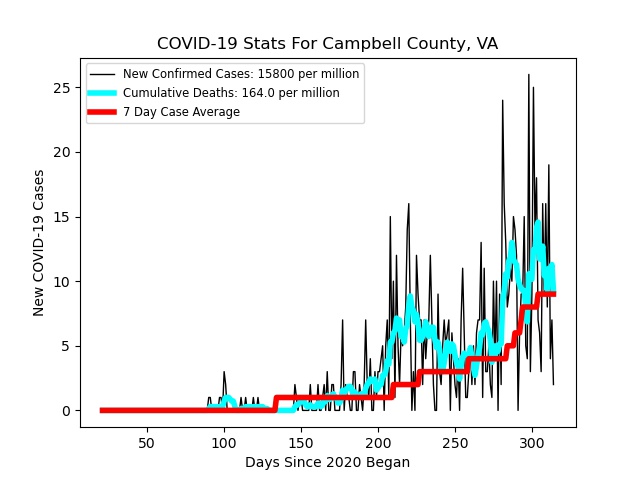 COVID-19 Stats For Campbell County, VA
New Confirmed Cases: 15800 per million
Cumulative Deaths: 164.0 per million
7 Day Case Average
New COVID-19 Cases
25
20
15
10
5
0
50 100 150 200 250 300
Days Since 2020 Began